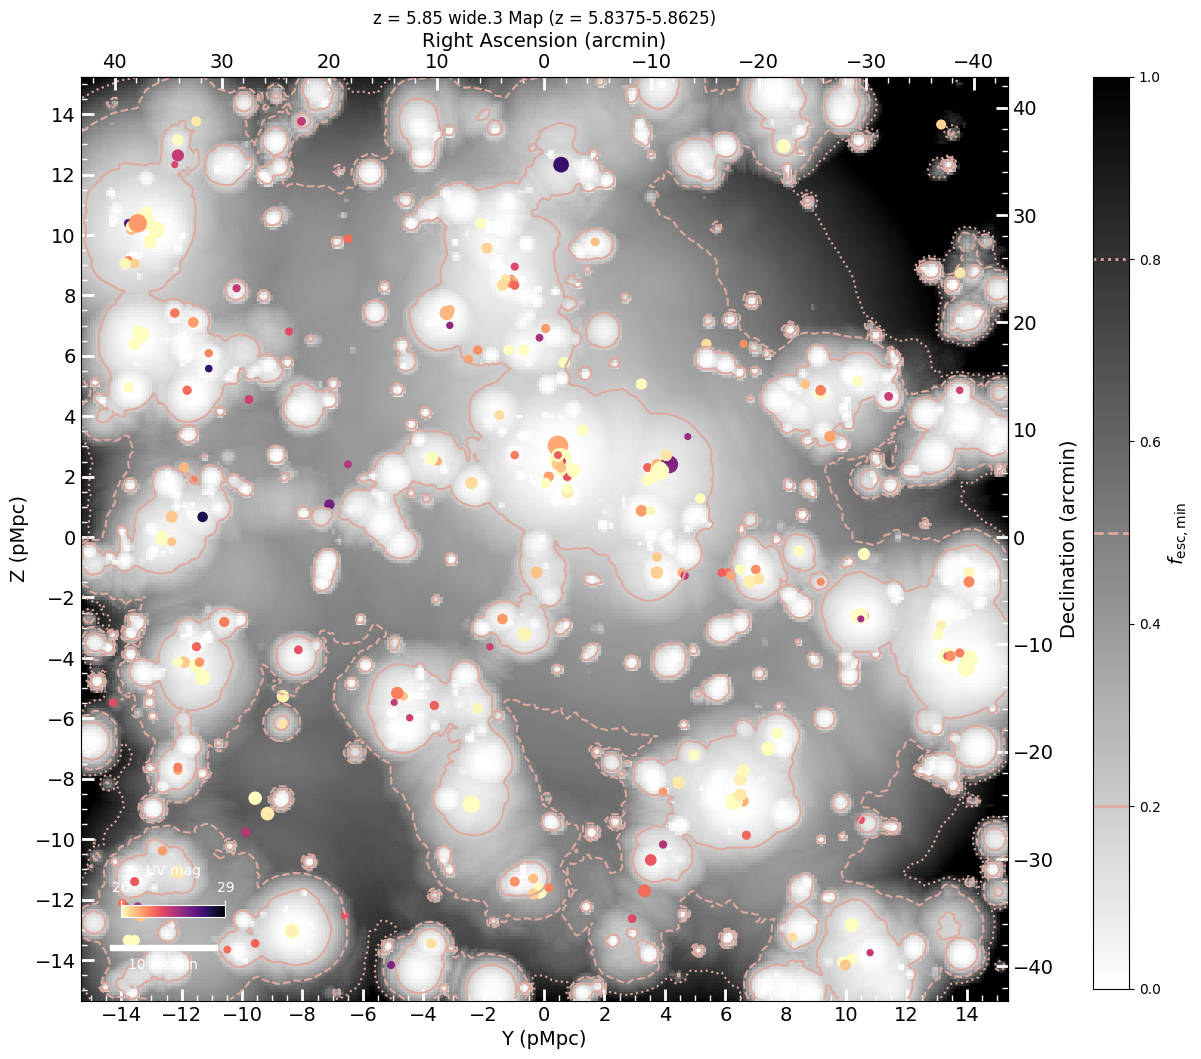 z = 5.85 wide.3 Map (z = 5.8375-5.8625)
Right Ascension (arcmin)
40 30 20 10 0 −10 −20 −30 −40
14 12 10 8 6 4 2 0 −2 −4 −6 −8 −10 −12 −14
Z (pMpc)
40 30 20 10 0 −10 −20 −30 −40
Declination (arcmin)
UV mag
26 29
10 arcmin
−14 −12 −10 −8 −6 −4 −2 0 2 4 6 8 10 12 14
Y (pMpc)
1.0
0.8
0.6
0.4
0.2
0.0
fesc, min